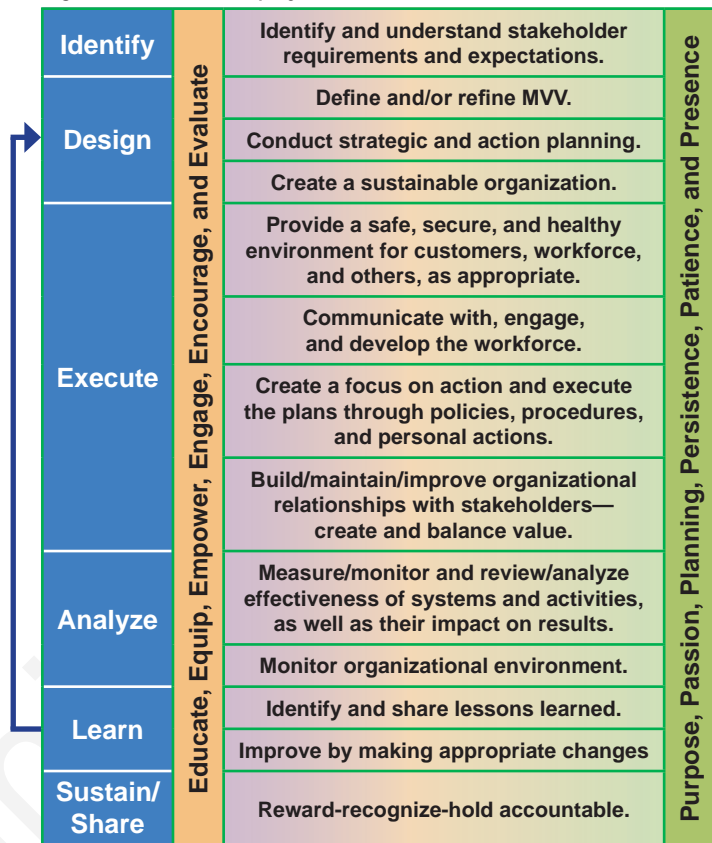 Identify
Identify and understand stakeholder
requirements and expectations.
Design
Define and/or refine MVV.
Conduct strategic and action planning.
Create a sustainable organization.
Execute
Provide a safe, secure, and healthy
environment for customers, workforce,
and others, as appropriate.
Communicate with, engage,
and develop the workforce.
Create a focus on action and execute
the plans through policies, procedures,
and personal actions.
Build/maintain/improve organizational
relationships with stakeholders—
create and balance value.
Analyze
Measure/monitor and review/analyze
effectiveness of systems and activities,
as well as their impact on results.
Monitor organizational environment.
Learn
Identify and share lessons learned.
Improve by making appropriate changes
Sustain/
Share
Reward-recognize-hold accountable.
Educate, Equip, Empower, Engage, Encourage, and Evaluate
Purpose, Passion, Planning, Persistence, Patience, and Presence